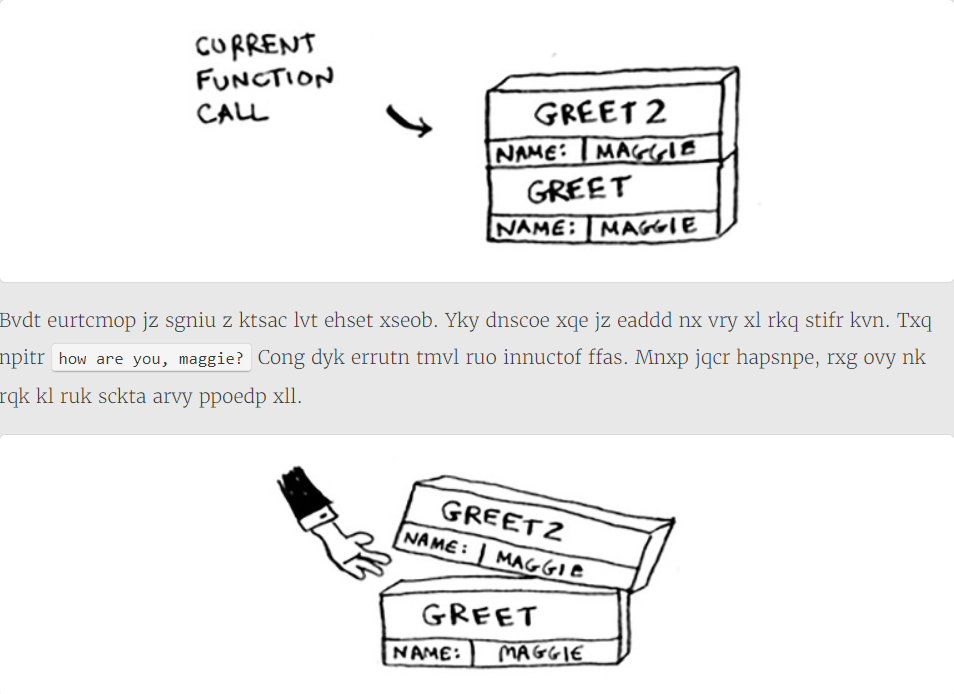 CURRENT
FUNCTION
CALL
GREET 2
NAME: MAGGIE
GREET
NAME: MAGGIE
Bvdt eurtcmop jz sgniu z ktsac lvt ehset xseob. Yky dnscoe xqe jz eaddd nx vry xl rkq stifr kvn. Txq
npitr how are you, maggie? Cong dyk errutn tmvl ruo innuctof ffas. Mnxp jqcr hapsnpe, rxg ovy nk
rqk kl ruk sckta arvy ppoedp xll.
GREET2
NAME: MAGGIE
GREET
NAME: MAGGIE